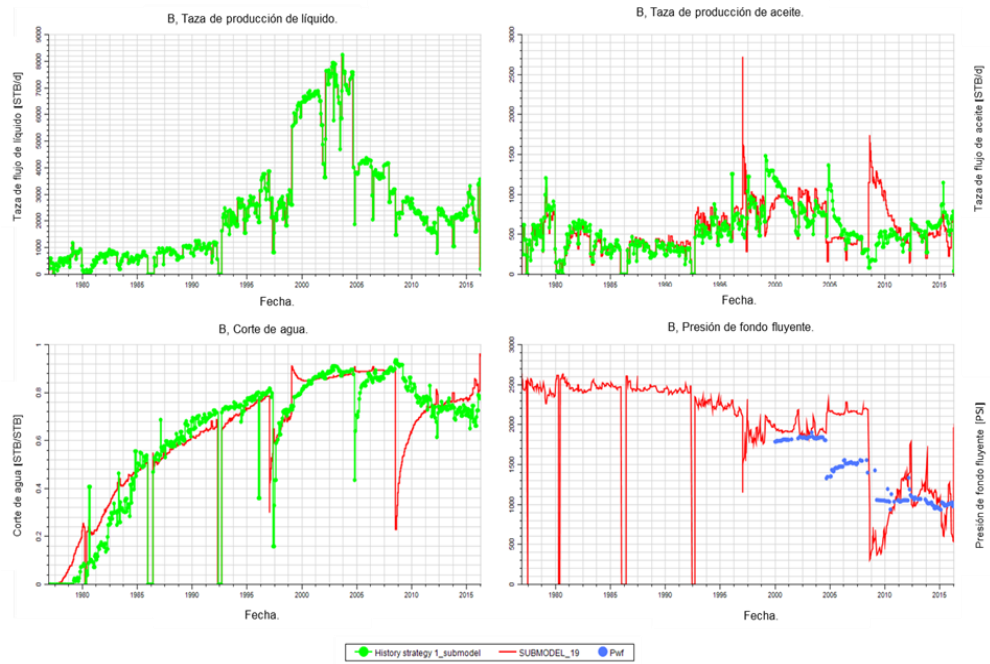 B, Taza de producción de líquido.
Taza de flujo de líquido [STB/d]
9000
8000
7000
6000
5000
4000
3000
2000
1000
0
1980 1985 1990 1995 2000 2005 2010 2015
Fecha.
B, Taza de producción de aceite.
3000
2500
2000
1500
1000
500
0
Taza de flujo de aceite [STB/d]
1980 1985 1990 1995 2000 2005 2010 2015
Fecha.
B, Corte de agua.
Corte de agua [STB/STB]
1
0.8
0.6
0.4
0.2
0
1980 1985 1990 1995 2000 2005 2010 2015
Fecha.
B, Presión de fondo fluyente.
3000
2500
2000
1500
1000
500
0
Presión de fondo fluyente [PSI]
1980 1985 1990 1995 2000 2005 2010 2015
Fecha.
History strategy 1_submodel SUBMODEL_19 Pwf